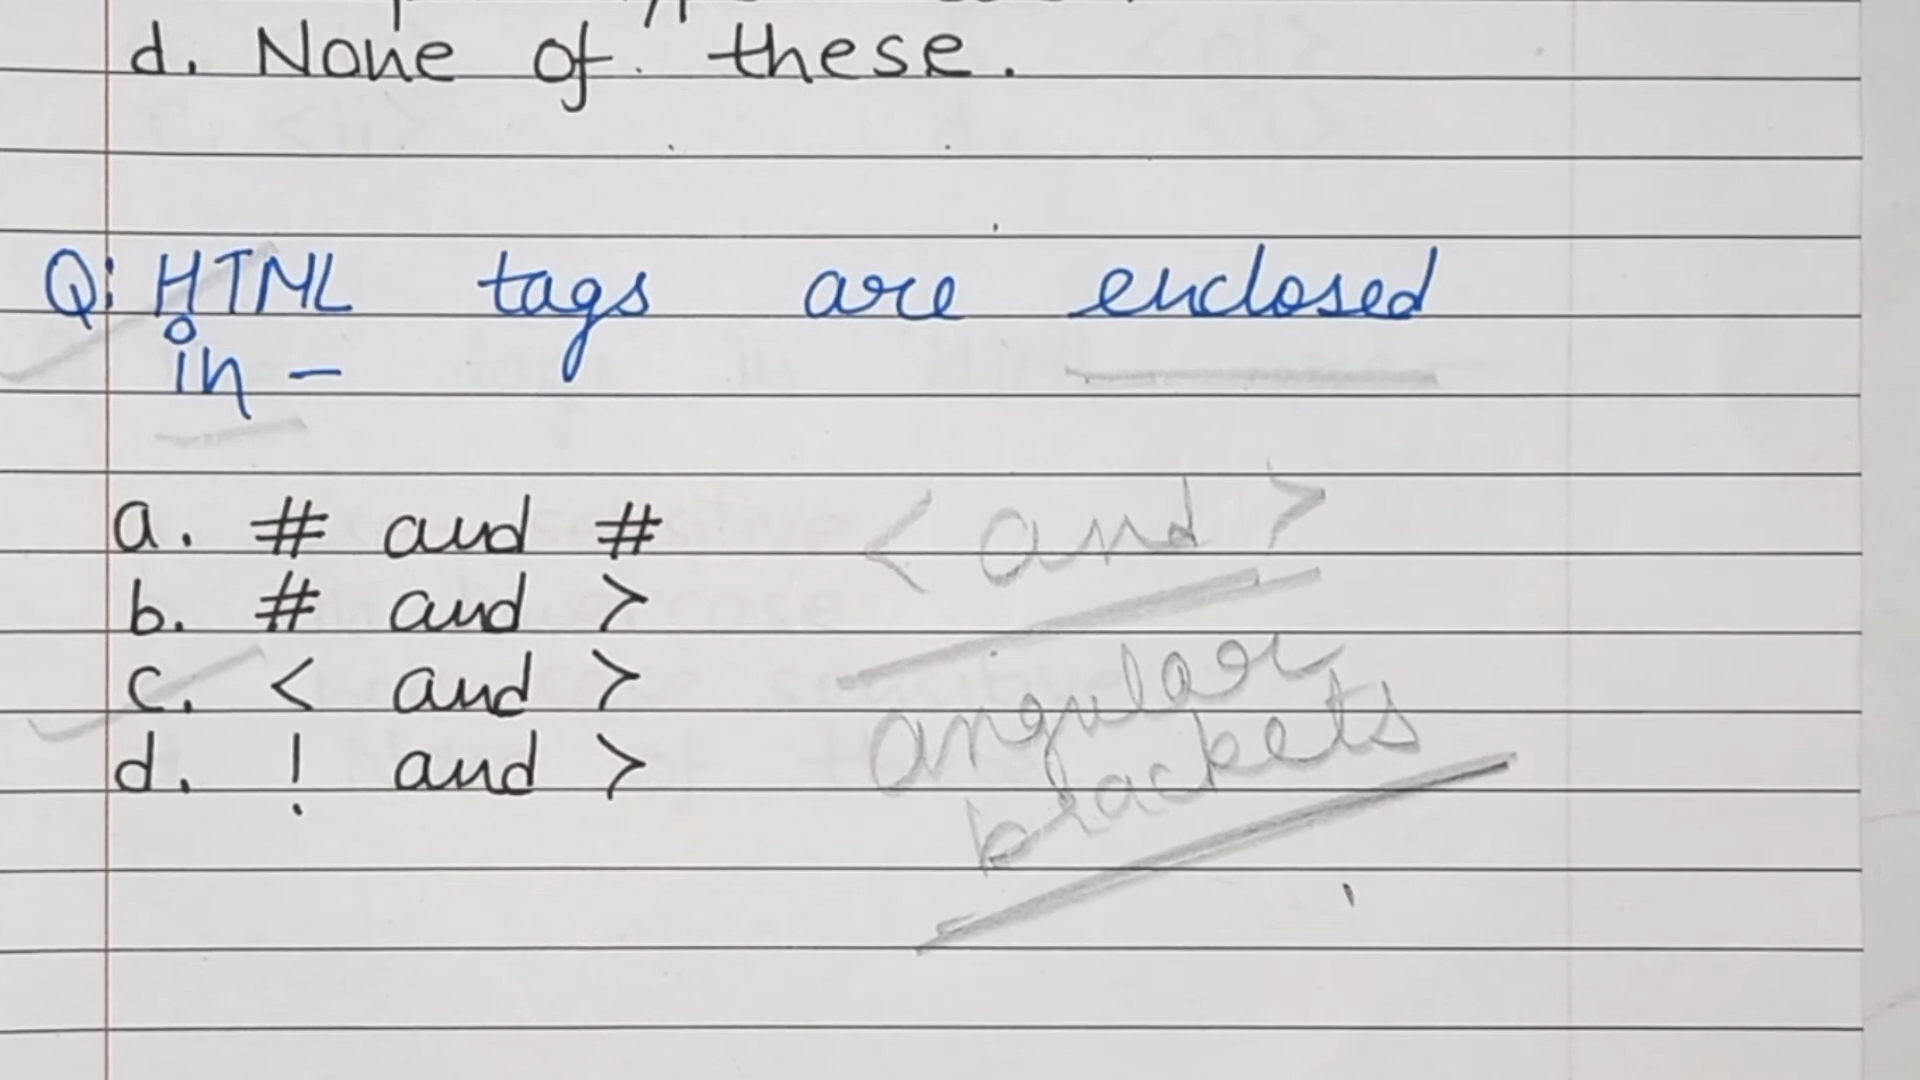 d. None of these.
Q: HTML tags are enclosed
in -
a. # and #
b. # and >
c. < and >
d. ! and >
< and >
angular
brackets